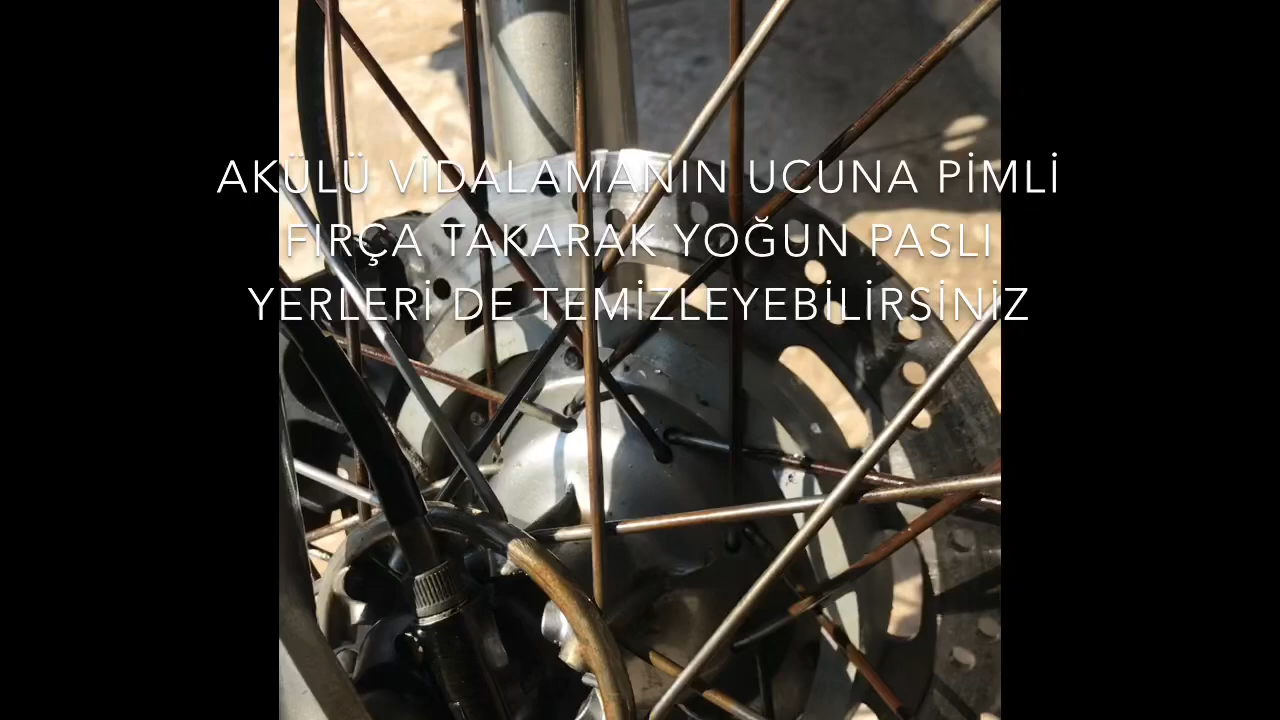 AKÜLÜ VİDALAMANIN UCUNA PİMLİ
FIRÇA TAKARAK YOĞUN PASLI
YERLERİ DE TEMİZLEYEBİLİRSİNİZ